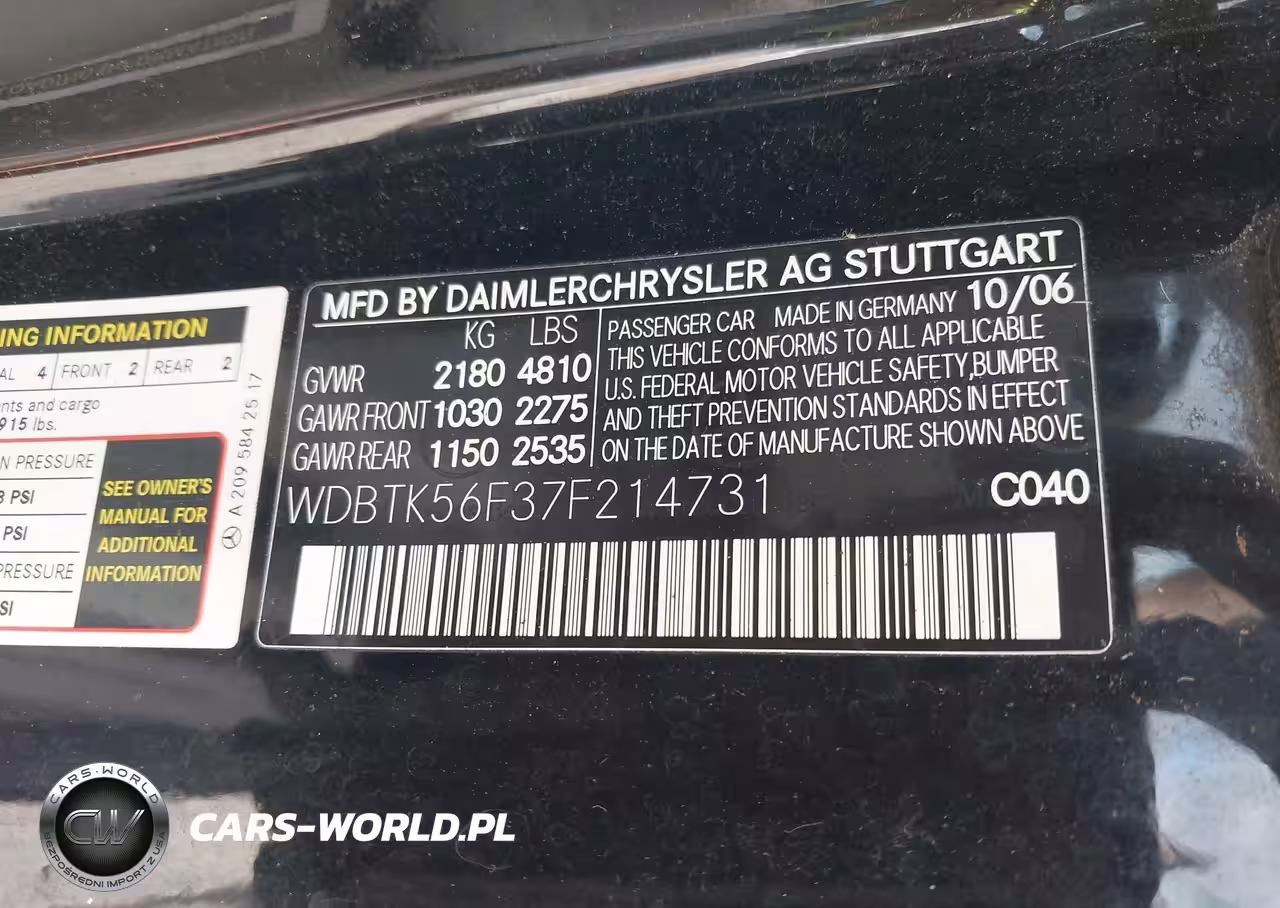 ING INFORMATION
AL 4 FRONT 2 REAR 2
nts and cargo
915 lbs.
N PRESSURE
PSI
PSI
PRESSURE
SI
SEE OWNER'S
MANUAL FOR
ADDITIONAL
INFORMATION
A 209 584 25 17
MFD BY DAIMLERCHRYSLER AG STUTTGART
KG LBS
GVWR 2180 4810
GAWR FRONT 1030 2275
GAWR REAR 1150 2535
PASSENGER CAR MADE IN GERMANY 10/06
THIS VEHICLE CONFORMS TO ALL APPLICABLE
U.S. FEDERAL MOTOR VEHICLE SAFETY,BUMPER
AND THEFT PREVENTION STANDARDS IN EFFECT
ON THE DATE OF MANUFACTURE SHOWN ABOVE
WDBTK56F37F214731
C040
CARS-WORLD
CW
BEZPOŚREDNI IMPORT Z USA
CARS-WORLD.PL